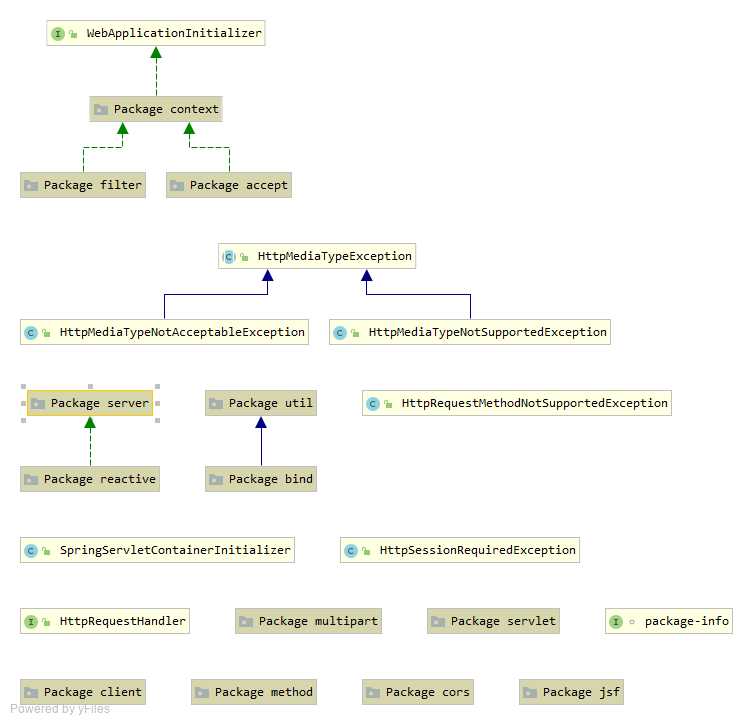 WebApplicationInitializer
Package context
Package filter
Package accept
HttpMediaTypeException
HttpMediaTypeNotAcceptableException
HttpMediaTypeNotSupportedException
Package server
Package util
HttpRequestMethodNotSupportedException
Package reactive
Package bind
SpringServletContainerInitializer
HttpSessionRequiredException
HttpRequestHandler
Package multipart
Package servlet
package-info
Package client
Package method
Package cors
Package jsf
Powered by yFiles